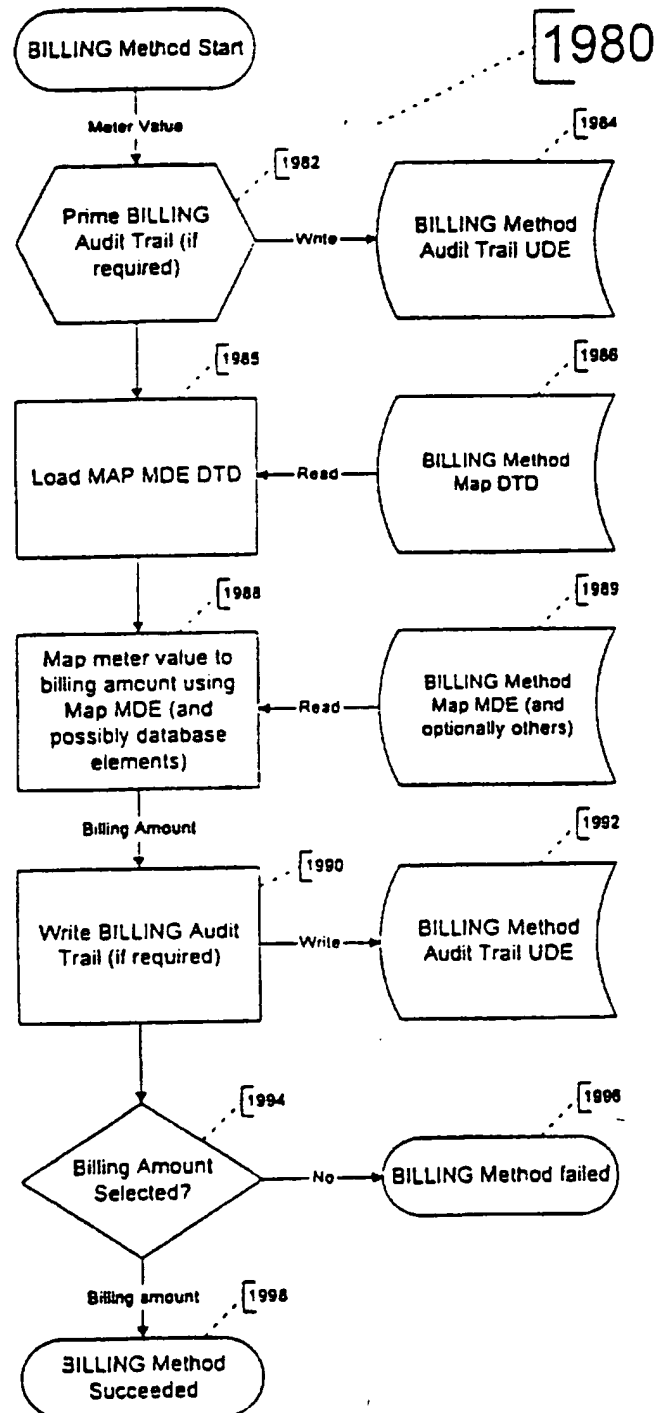 BILLING Method Start
1980
Meter Value
1982
1984
Prime BILLING
Audit Trail (if
required)
Write
BILLING Method
Audit Trail UDE
1985
1986
Load MAP MDE DTD
Read
BILLING Method
Map DTD
1988
1989
Map meter value to
billing amount using
Map MDE (and
possibly database
elements)
Read
BILLING Method
Map MDE (and
optionally others)
Billing Amount
1990
1992
Write BILLING Audit
Trail (if required)
Write
BILLING Method
Audit Trail UDE
1994
1996
Billing Amount
Selected?
No
BILLING Method failed
Billing amount
1998
BILLING Method
Succeeded